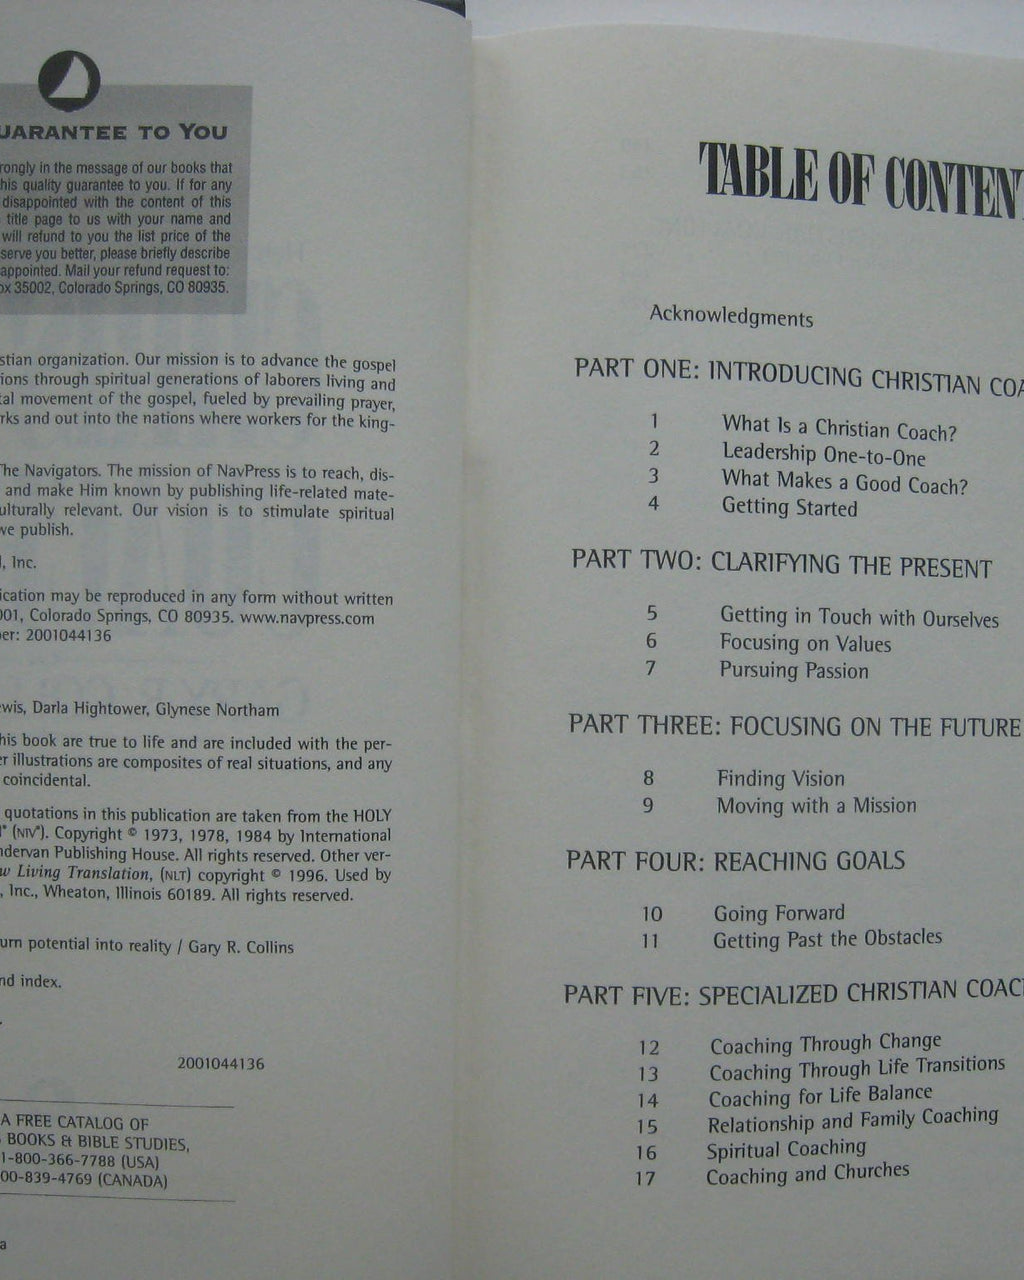 UARANTEE TO YOU
rongly in the message of our books that
his quality guarantee to you. If for any
disappointed with the content of this
title page to us with your name and
will refund to you the list price of the
serve you better, please briefly describe
appointed. Mail your refund request to:
ox 35002, Colorado Springs, CO 80935.
stian organization. Our mission is to advance the gospel
ions through spiritual generations of laborers living and
tal movement of the gospel, fueled by prevailing prayer,
rks and out into the nations where workers for the king-
The Navigators. The mission of NavPress is to reach, dis-
and make Him known by publishing life-related mate-
ulturally relevant. Our vision is to stimulate spiritual
we publish.
, Inc.
ication may be reproduced in any form without written
001, Colorado Springs, CO 80935. www.navpress.com
er: 2001044136
wis, Darla Hightower, Glynese Northam
his book are true to life and are included with the per-
er illustrations are composites of real situations, and any
coincidental.
quotations in this publication are taken from the HOLY
(NIV®). Copyright © 1973, 1978, 1984 by International
ndervan Publishing House. All rights reserved. Other ver-
w Living Translation, (NLT) copyright © 1996. Used by
, Inc., Wheaton, Illinois 60189. All rights reserved.
urn potential into reality / Gary R. Collins
nd index.
2001044136
A FREE CATALOG OF
BOOKS & BIBLE STUDIES,
1-800-366-7788 (USA)
00-839-4769 (CANADA)
a
TABLE OF CONTENT
Acknowledgments
PART ONE: INTRODUCING CHRISTIAN COA
1 What Is a Christian Coach?
2 Leadership One-to-One
3 What Makes a Good Coach?
4 Getting Started
PART TWO: CLARIFYING THE PRESENT
5 Getting in Touch with Ourselves
6 Focusing on Values
7 Pursuing Passion
PART THREE: FOCUSING ON THE FUTURE
8 Finding Vision
9 Moving with a Mission
PART FOUR: REACHING GOALS
10 Going Forward
11 Getting Past the Obstacles
PART FIVE: SPECIALIZED CHRISTIAN COAC
12 Coaching Through Change
13 Coaching Through Life Transitions
14 Coaching for Life Balance
15 Relationship and Family Coaching
16 Spiritual Coaching
17 Coaching and Churches